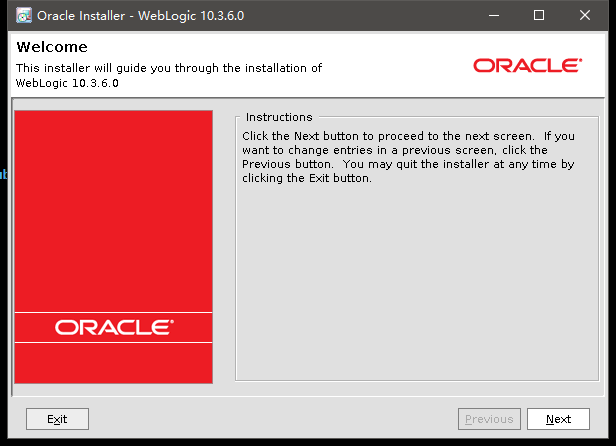 Oracle Installer - WebLogic 10.3.6.0
Welcome
This installer will guide you through the installation of
WebLogic 10.3.6.0
ORACLE
Instructions
Click the Next button to proceed to the next screen. If you
want to change entries in a previous screen, click the
Previous button. You may quit the installer at any time by
clicking the Exit button.
ORACLE
Exit
Previous
Next